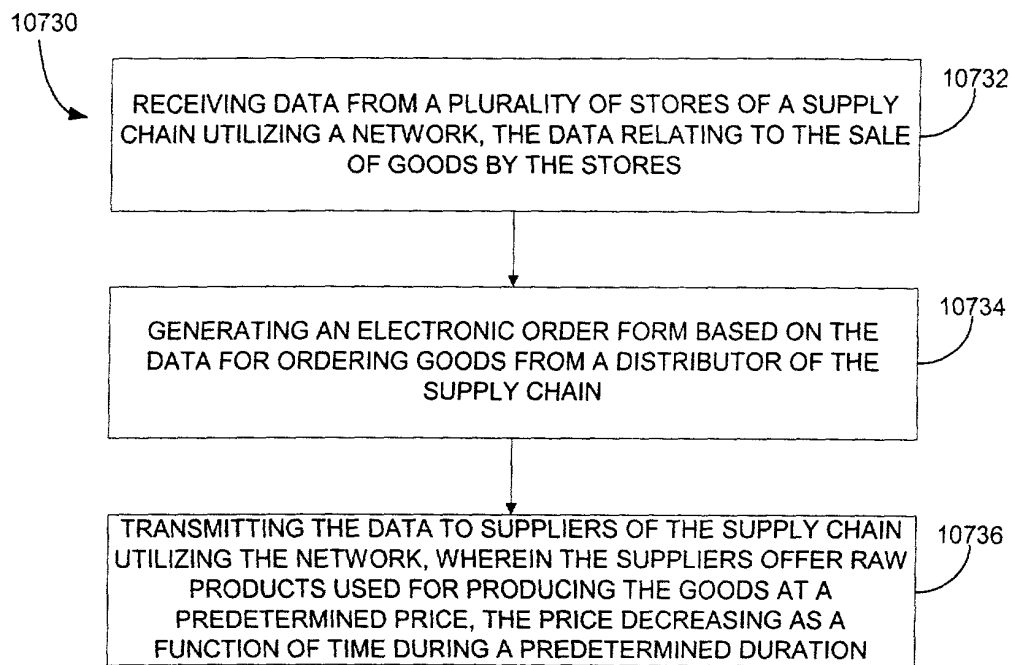 10730
10732
RECEIVING DATA FROM A PLURALITY OF STORES OF A SUPPLY
CHAIN UTILIZING A NETWORK, THE DATA RELATING TO THE SALE
OF GOODS BY THE STORES
10734
GENERATING AN ELECTRONIC ORDER FORM BASED ON THE
DATA FOR ORDERING GOODS FROM A DISTRIBUTOR OF THE
SUPPLY CHAIN
10736
TRANSMITTING THE DATA TO SUPPLIERS OF THE SUPPLY CHAIN
UTILIZING THE NETWORK, WHEREIN THE SUPPLIERS OFFER RAW
PRODUCTS USED FOR PRODUCING THE GOODS AT A
PREDETERMINED PRICE, THE PRICE DECREASING AS A
FUNCTION OF TIME DURING A PREDETERMINED DURATION